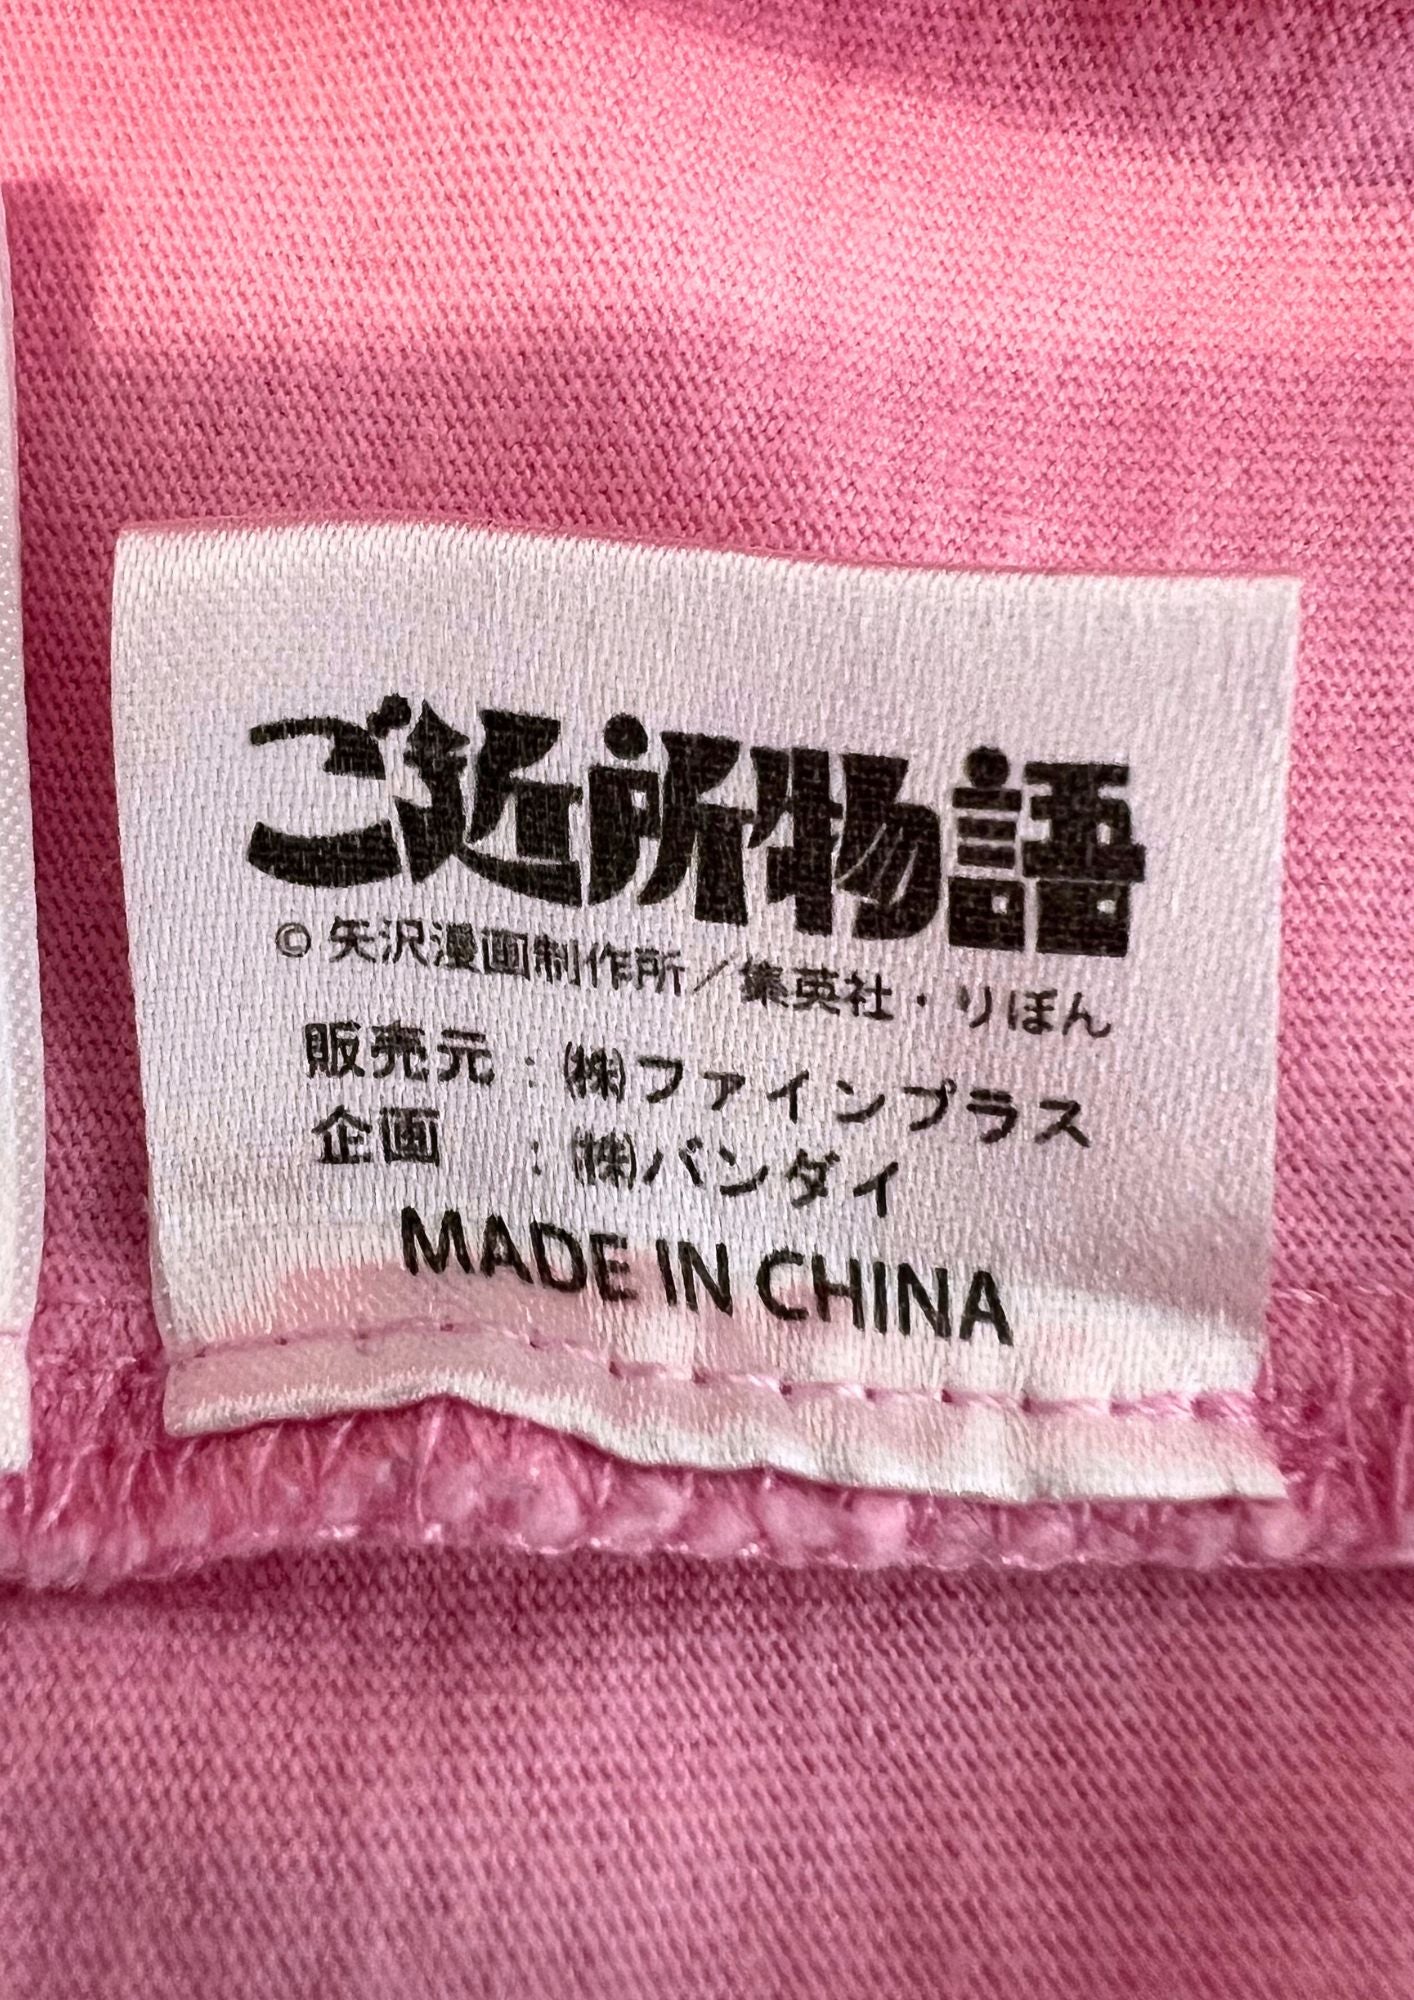 ご近所物語
© 矢沢漫画制作所／集英社・りぼん
販売元：㈱ファインプラス
企画　：㈱バンダイ
MADE IN CHINA